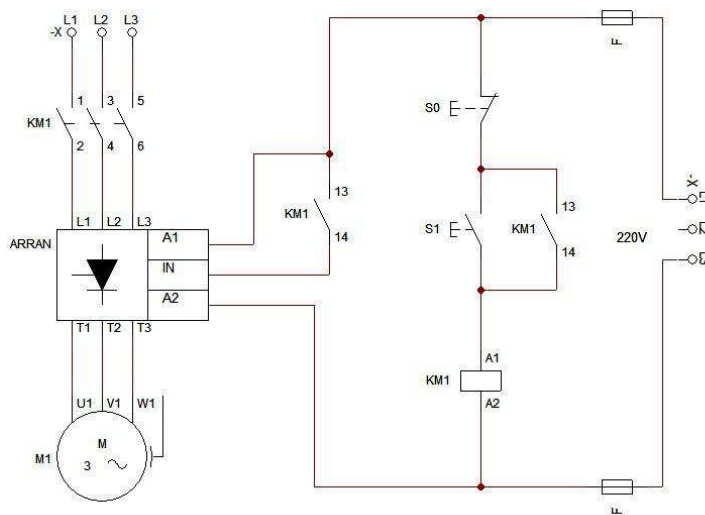 L1 L2 L3
-X
1 3 5
KM1
2 4 6
L1 L2 L3
ARRAN
A1
IN
A2
T1 T2 T3
U1 V1 W1
M1
M
3
13
KM1
14
S0
S1
13
KM1
14
A1
KM1
A2
F
F
220V
X-